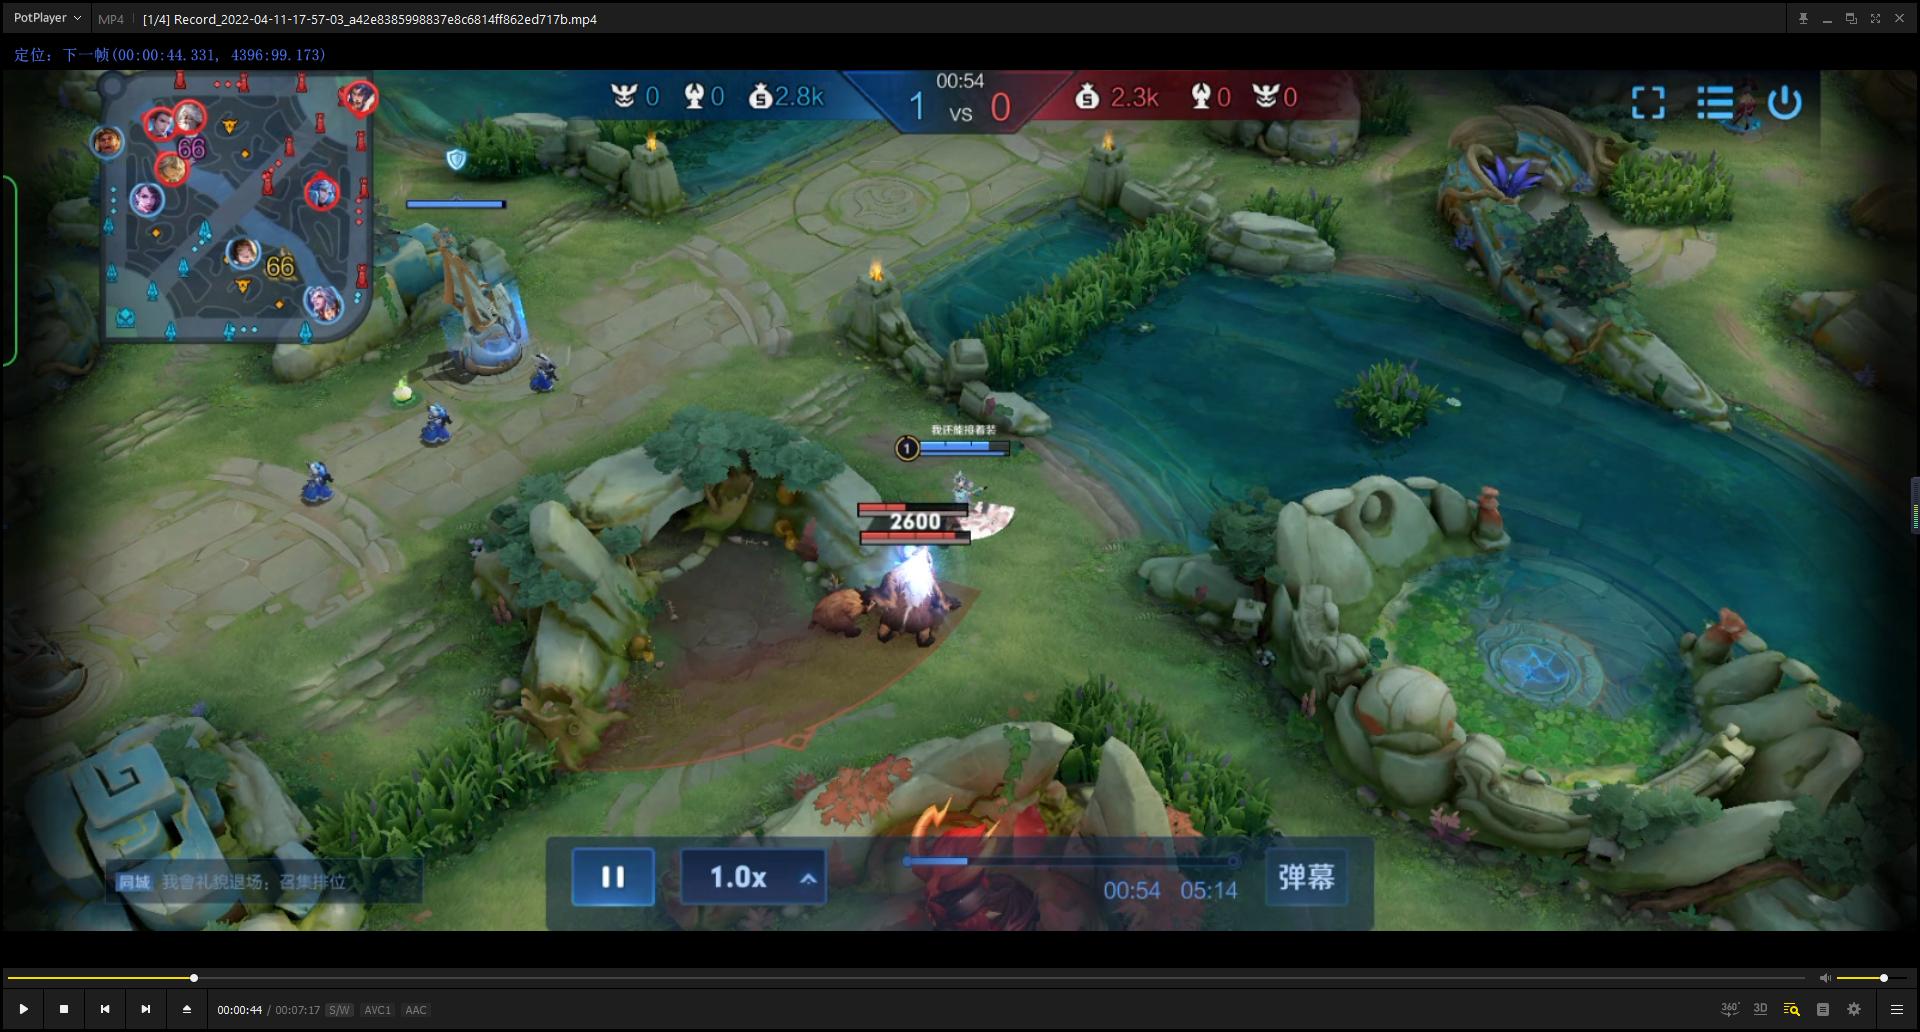 PotPlayer
MP4
[1/4] Record_2022-04-11-17-57-03_a42e8385998837e8c6814ff862ed717b.mp4
定位: 下一帧(00:00:44.331, 4396:99.173)
0
0
2.8k
1
00:54
VS
0
2.3k
0
0
66
66
我还能接着装
1
2600
同城 我會礼貌退场: 召集排位
1.0x
00:54
05:14
弹幕
00:00:44 / 00:07:17
S/W
AVC1
AAC
360°
3D